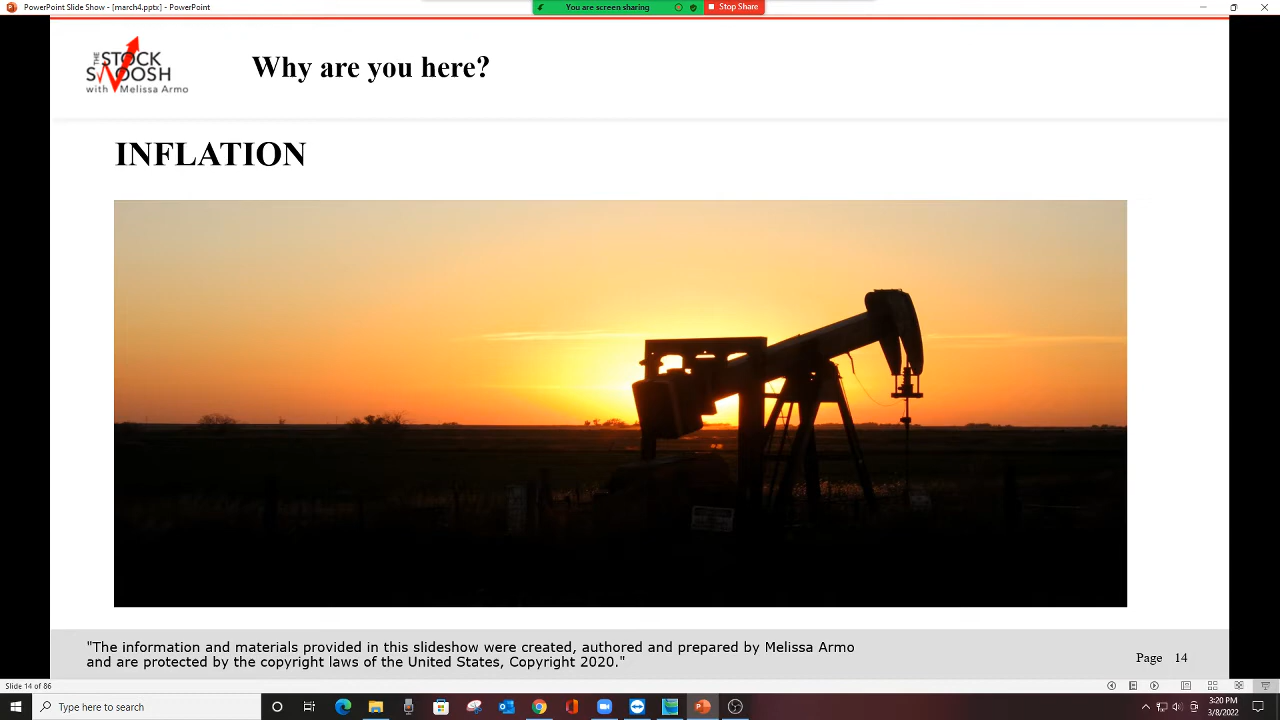 PowerPoint Slide Show - [march4.pptx] - PowerPoint
You are screen sharing
Stop Share
THE
STOCK
SWOOSH
with Melissa Armo
Why are you here?
INFLATION
"The information and materials provided in this slideshow were created, authored and prepared by Melissa Armo
and are protected by the copyright laws of the United States, Copyright 2020."
Page 14
Slide 14 of 86
Type here to search
3:20 PM
3/8/2022